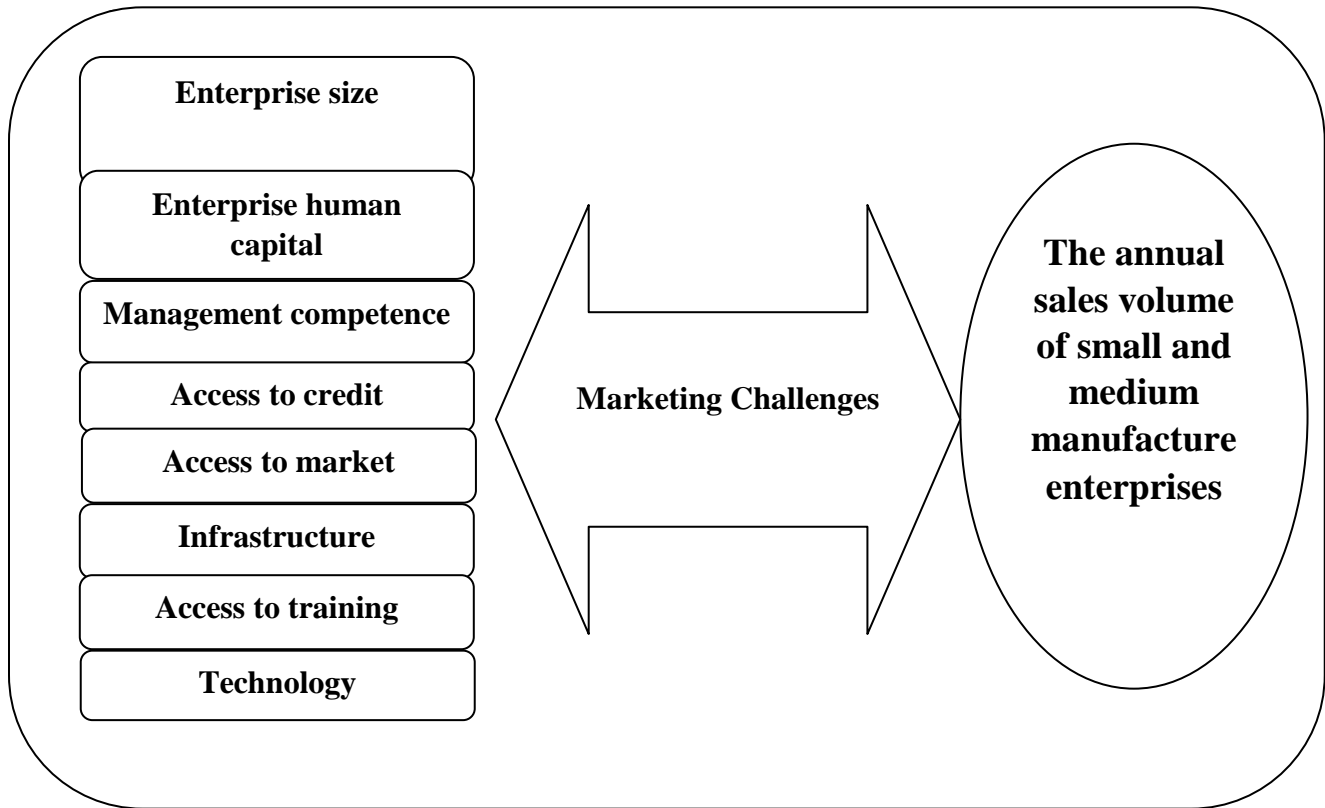 Enterprise size
Enterprise human
capital
Management competence
Access to credit
Access to market
Infrastructure
Access to training
Technology
Marketing Challenges
The annual
sales volume
of small and
medium
manufacture
enterprises